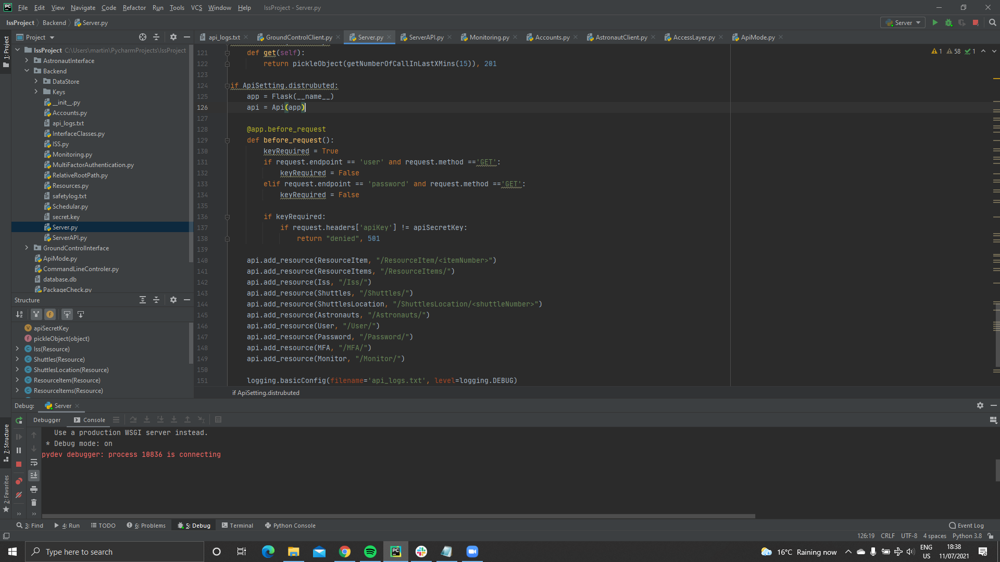 PC File Edit View Navigate Code Refactor Run Tools VCS Window Help IssProject - Server.py
IssProject Backend Server.py Server
Project
api_logs.txt GroundControlClient.py Server.py ServerAPI.py Monitoring.py Accounts.py AstronautClient.py AccessLayer.py ApiMode.py
1: Project
IssProject C:\Users\martin\PycharmProjects\IssProject
AstronautInterface
Backend
DataStore
Keys
__init__.py
Accounts.py
api_logs.txt
InterfaceClasses.py
ISS.py
Monitoring.py
MultiFactorAuthentication.py
RelativeRootPath.py
Resources.py
safetylog.txt
Schedular.py
secret.key
Server.py
ServerAPI.py
GroundControlInterface
ApiMode.py
CommandLineControler.py
database.db
PackageCheck.py
Structure
apiSecretKey
pickleObject(object)
Iss(Resource)
Shuttles(Resource)
ShuttlesLocation(Resource)
ResourceItem(Resource)
ResourceItems(Resource)
1 58 1
121 def get(self):
122 return pickleObject(getNumberOfCallInLastXMins(15)), 201
123
124 if ApiSetting.distrubuted:
125 app = Flask(__name__)
126 api = Api(app)
127
128 @app.before_request
129 def before_request():
130 keyRequired = True
131 if request.endpoint == 'user' and request.method =='GET':
132 keyRequired = False
133 elif request.endpoint == 'password' and request.method =='GET':
134 keyRequired = False
135
136 if keyRequired:
137 if request.headers['apiKey'] != apiSecretKey:
138 return "denied", 501
139
140 api.add_resource(ResourceItem, "/ResourceItem/<itemNumber>")
141 api.add_resource(ResourceItems, "/ResourceItems/")
142 api.add_resource(Iss, "/Iss/")
143 api.add_resource(Shuttles, "/Shuttles/")
144 api.add_resource(ShuttlesLocation, "/ShuttlesLocation/<shuttleNumber>")
145 api.add_resource(Astronauts, "/Astronauts/")
146 api.add_resource(User, "/User/")
147 api.add_resource(Password, "/Password/")
148 api.add_resource(MFA, "/MFA/")
149 api.add_resource(Monitor, "/Monitor/")
150
151 logging.basicConfig(filename='api_logs.txt', level=logging.DEBUG)
if ApiSetting.distrubuted
Debug: Server
Debugger Console
7: Structure
2: Favorites
Use a production WSGI server instead.
* Debug mode: on
pydev debugger: process 10836 is connecting
3: Find 4: Run TODO 6: Problems 5: Debug Terminal Python Console Event Log
126:19 CRLF UTF-8 4 spaces Python 3.8
Type here to search
PC
16°C Raining now
ENG
US
18:38
11/07/2021